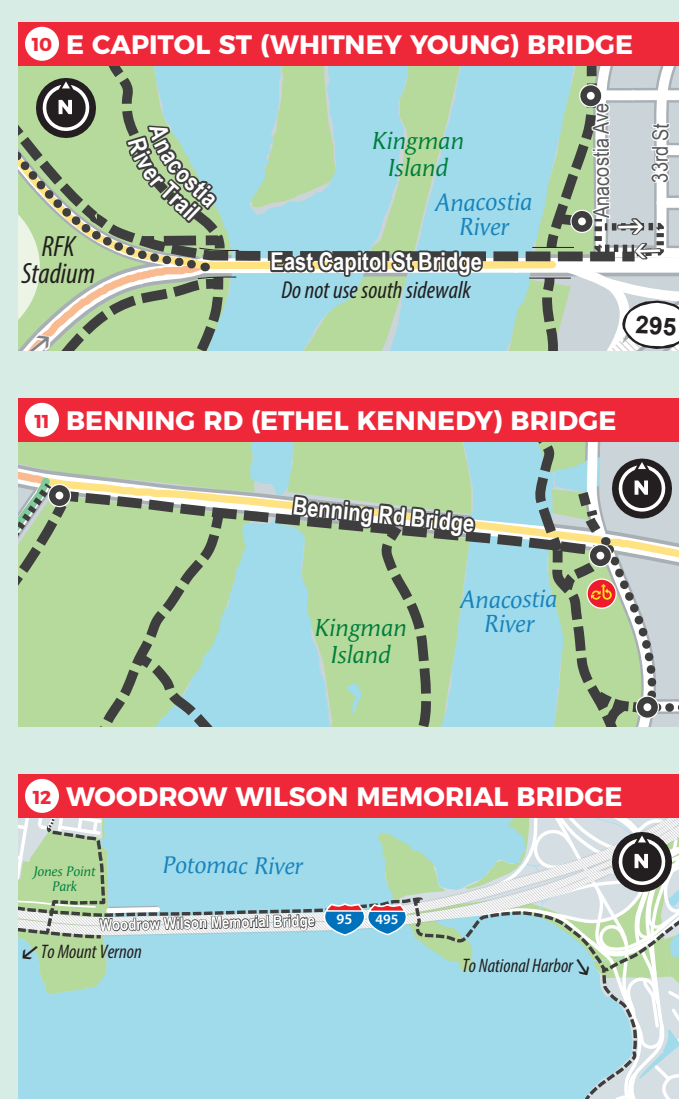 10 E CAPITOL ST (WHITNEY YOUNG) BRIDGE
N
Anacostia
River Trail
Kingman
Island
Anacostia
River
Anacostia Ave
33rd St
RFK
Stadium
East Capitol St Bridge
Do not use south sidewalk
295
11 BENNING RD (ETHEL KENNEDY) BRIDGE
N
Benning Rd Bridge
Kingman
Island
Anacostia
River
cb
12 WOODROW WILSON MEMORIAL BRIDGE
N
Jones Point
Park
Potomac River
Woodrow Wilson Memorial Bridge
95
495
To Mount Vernon
To National Harbor